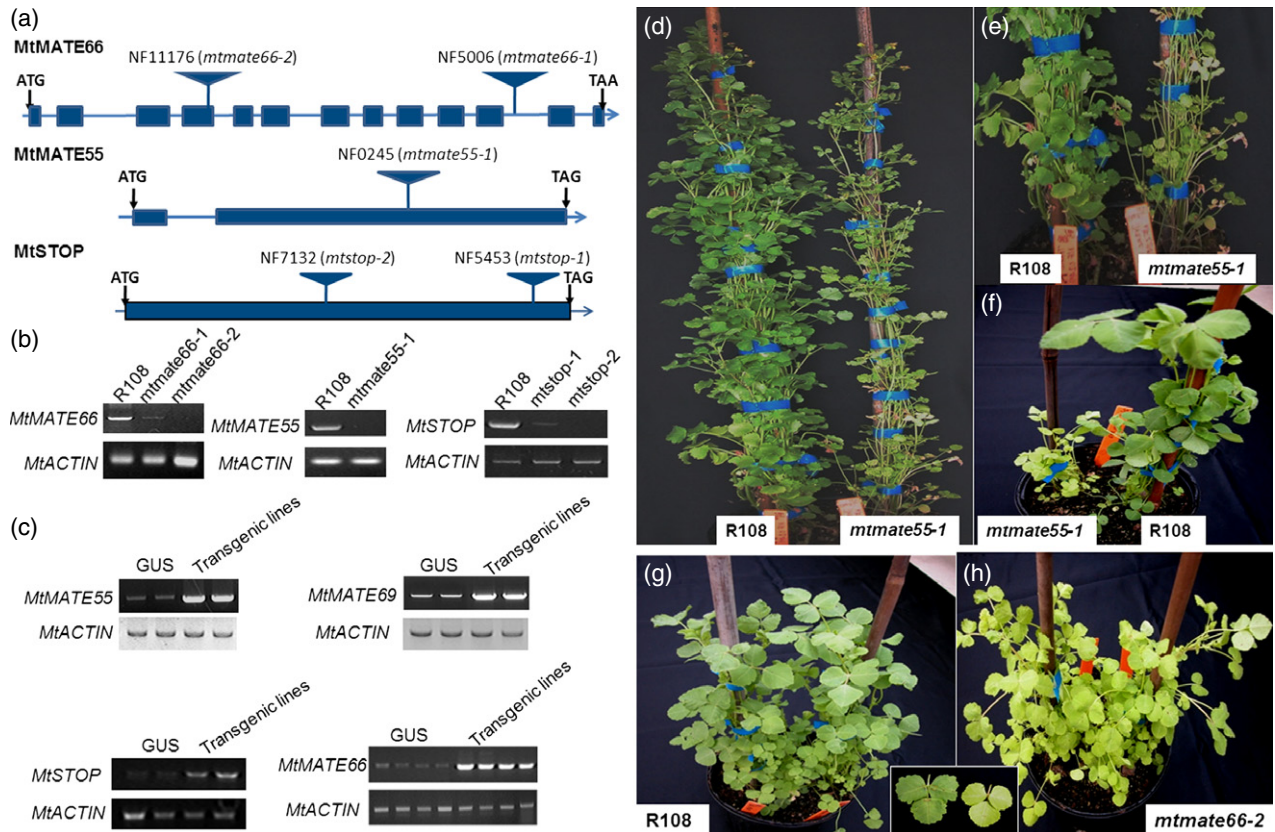 (a)
MtMATE66
NF11176 (mtmate66-2)
NF5006 (mtmate66-1)
ATG
TAA
MtMATE55
NF0245 (mtmate55-1)
ATG
TAG
MtSTOP
NF7132 (mtstop-2)
NF5453 (mtstop-1)
ATG
TAG
(b)
R108
mtmate66-1
mtmate66-2
MtMATE66
MtACTIN
R108
mtmate55-1
MtMATE55
MtACTIN
R108
mtstop-1
mtstop-2
MtSTOP
MtACTIN
(c)
GUS
Transgenic lines
MtMATE55
MtACTIN
GUS
Transgenic lines
MtMATE69
MtACTIN
GUS
Transgenic lines
MtSTOP
MtACTIN
GUS
Transgenic lines
MtMATE66
MtACTIN
(d)
R108
mtmate55-1
(e)
R108
mtmate55-1
(f)
mtmate55-1
R108
(g)
R108
(h)
mtmate66-2